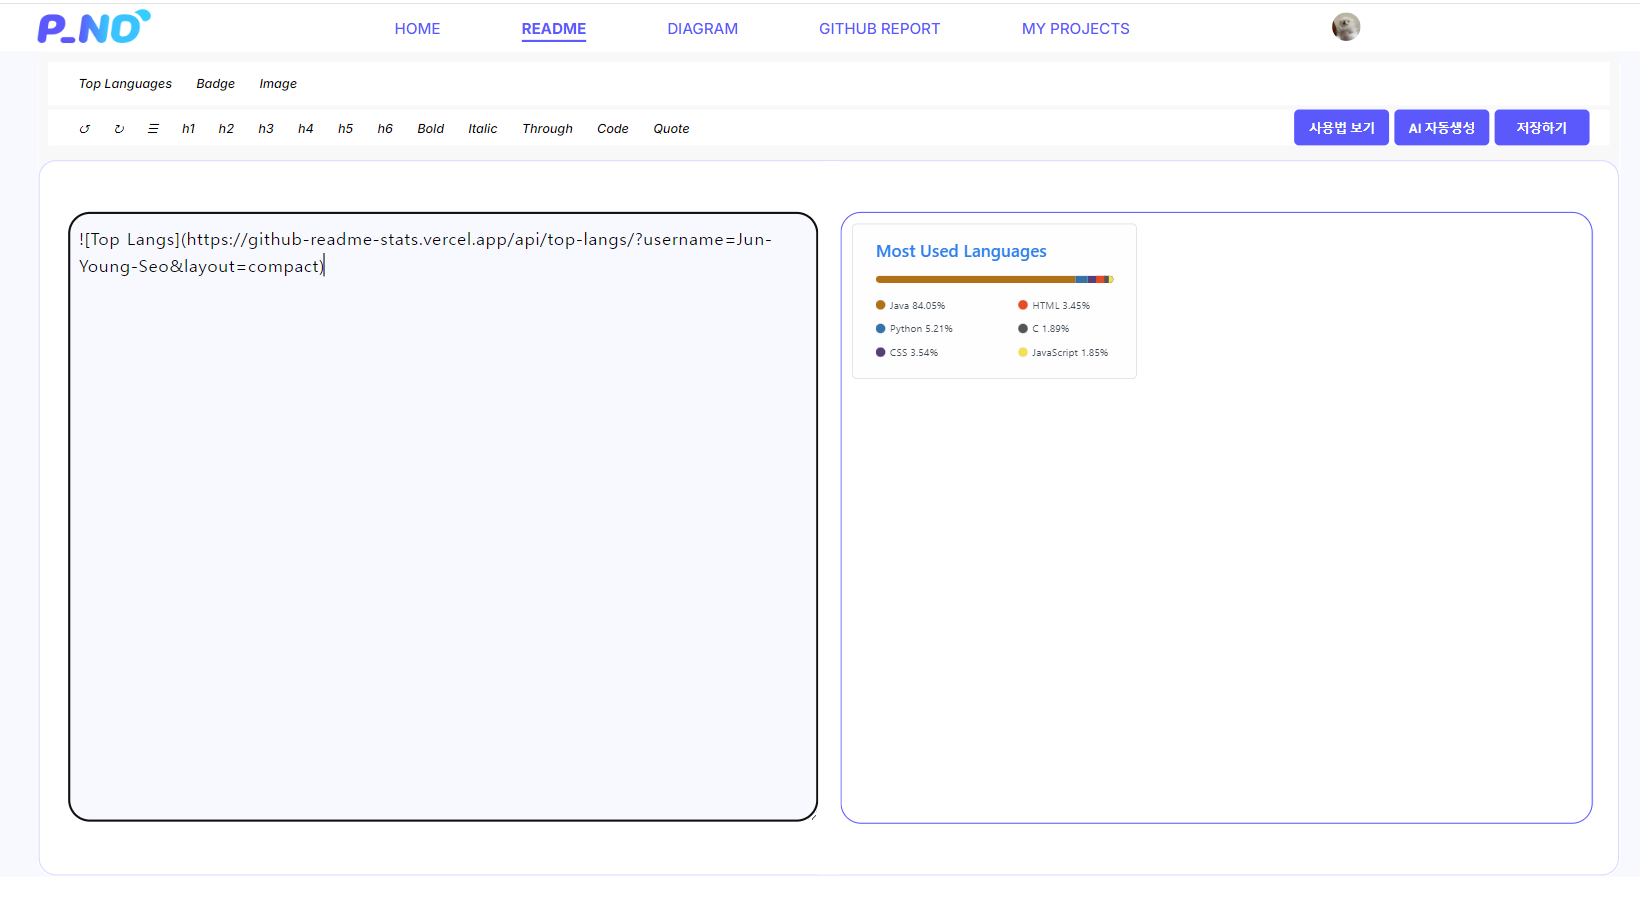 P_NO
HOME README DIAGRAM GITHUB REPORT MY PROJECTS
Top Languages Badge Image
h1 h2 h3 h4 h5 h6 Bold Italic Through Code Quote
사용법 보기 AI 자동생성 저장하기
![Top Langs](https://github-readme-stats.vercel.app/api/top-langs/?username=Jun-
Young-Seo&layout=compact)
Most Used Languages
Java 84.05% HTML 3.45%
Python 5.21% C 1.89%
CSS 3.54% JavaScript 1.85%